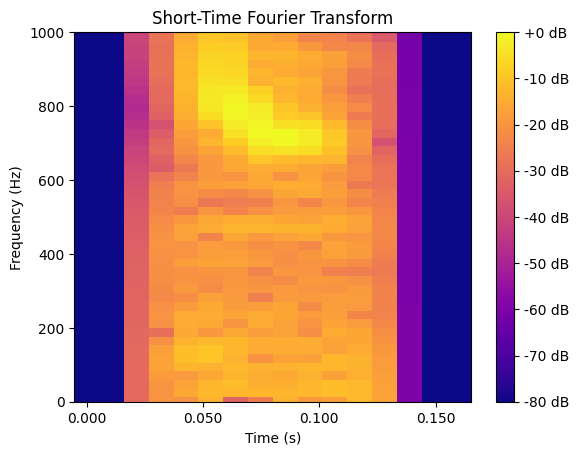 Short-Time Fourier Transform
1000
800
600
400
200
0
Frequency (Hz)
0.000
0.050
0.100
0.150
Time (s)
+0 dB
-10 dB
-20 dB
-30 dB
-40 dB
-50 dB
-60 dB
-70 dB
-80 dB